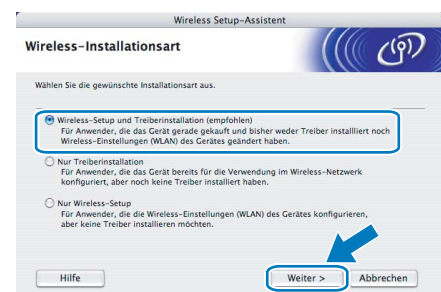 Wireless Setup-Assistent
Wireless-Installationsart
Wählen Sie die gewünschte Installationsart aus.
Wireless-Setup und Treiberinstallation (empfohlen)
Für Anwender, die das Gerät gerade gekauft und bisher weder Treiber installliert noch
Wireless-Einstellungen (WLAN) des Gerätes geändert haben.
Nur Treiberinstallation
Für Anwender, die das Gerät bereits für die Verwendung im Wireless-Netzwerk
konfiguriert, aber noch keine Treiber installiert haben.
Nur Wireless-Setup
Für Anwender, die die Wireless-Einstellungen (WLAN) des Gerätes konfigurieren,
aber keine Treiber installieren möchten.
Hilfe
Weiter >
Abbrechen